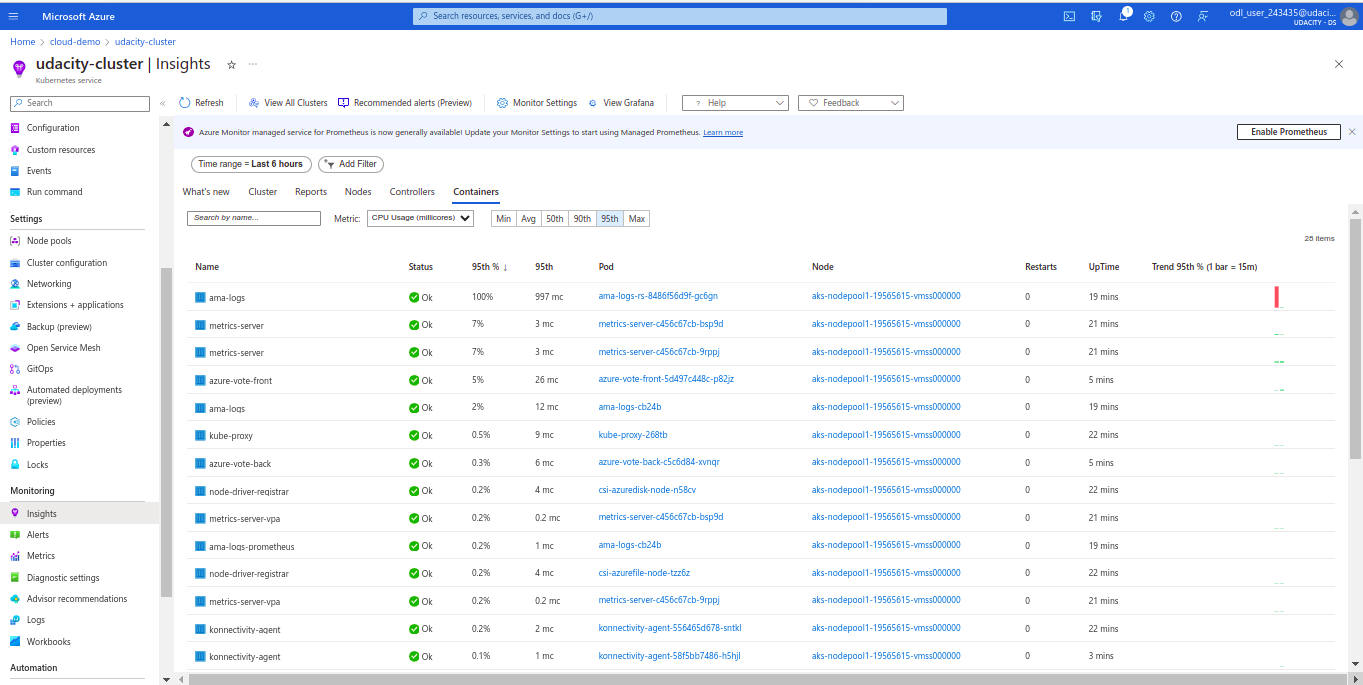 Microsoft Azure
Search resources, services, and docs (G+/)
1
odl_user_243435@udaci...
UDACITY - DS
Home > cloud-demo > udacity-cluster
udacity-cluster | Insights
Kubernetes service
Search
Refresh View All Clusters Recommended alerts (Preview) Monitor Settings View Grafana ? Help Feedback
Configuration
Custom resources
Events
Run command
Settings
Node pools
Cluster configuration
Networking
Extensions + applications
Backup (preview)
Open Service Mesh
GitOps
Automated deployments
(preview)
Policies
Properties
Locks
Monitoring
Insights
Alerts
Metrics
Diagnostic settings
Advisor recommendations
Logs
Workbooks
Automation
Azure Monitor managed service for Prometheus is now generally available! Update your Monitor Settings to start using Managed Prometheus. Learn more
Enable Prometheus
Time range = Last 6 hours Add Filter
What's new Cluster Reports Nodes Controllers Containers
Search by name... Metric: CPU Usage (millicores) Min Avg 50th 90th 95th Max
28 items
Name Status 95th % ↓ 95th Pod Node Restarts UpTime Trend 95th % (1 bar = 15m)
ama-logs Ok 100% 997 mc ama-logs-rs-8486f56d9f-gc6gn aks-nodepool1-19565615-vmss000000 0 19 mins
metrics-server Ok 7% 3 mc metrics-server-c456c67cb-bsp9d aks-nodepool1-19565615-vmss000000 0 21 mins
metrics-server Ok 7% 3 mc metrics-server-c456c67cb-9rppj aks-nodepool1-19565615-vmss000000 0 21 mins
azure-vote-front Ok 5% 26 mc azure-vote-front-5d497c448c-p82jz aks-nodepool1-19565615-vmss000000 0 5 mins
ama-logs Ok 2% 12 mc ama-logs-cb24b aks-nodepool1-19565615-vmss000000 0 19 mins
kube-proxy Ok 0.5% 9 mc kube-proxy-268tb aks-nodepool1-19565615-vmss000000 0 22 mins
azure-vote-back Ok 0.3% 6 mc azure-vote-back-c5c6d84-xvnqr aks-nodepool1-19565615-vmss000000 0 5 mins
node-driver-registrar Ok 0.2% 4 mc csi-azuredisk-node-n58cv aks-nodepool1-19565615-vmss000000 0 22 mins
metrics-server-vpa Ok 0.2% 0.2 mc metrics-server-c456c67cb-bsp9d aks-nodepool1-19565615-vmss000000 0 21 mins
ama-logs-prometheus Ok 0.2% 1 mc ama-logs-cb24b aks-nodepool1-19565615-vmss000000 0 19 mins
node-driver-registrar Ok 0.2% 4 mc csi-azurefile-node-tzz6z aks-nodepool1-19565615-vmss000000 0 22 mins
metrics-server-vpa Ok 0.2% 0.2 mc metrics-server-c456c67cb-9rppj aks-nodepool1-19565615-vmss000000 0 21 mins
konnectivity-agent Ok 0.2% 2 mc konnectivity-agent-556465d678-sntkl aks-nodepool1-19565615-vmss000000 0 22 mins
konnectivity-agent Ok 0.1% 1 mc konnectivity-agent-58f5bb7486-h5hjl aks-nodepool1-19565615-vmss000000 0 3 mins